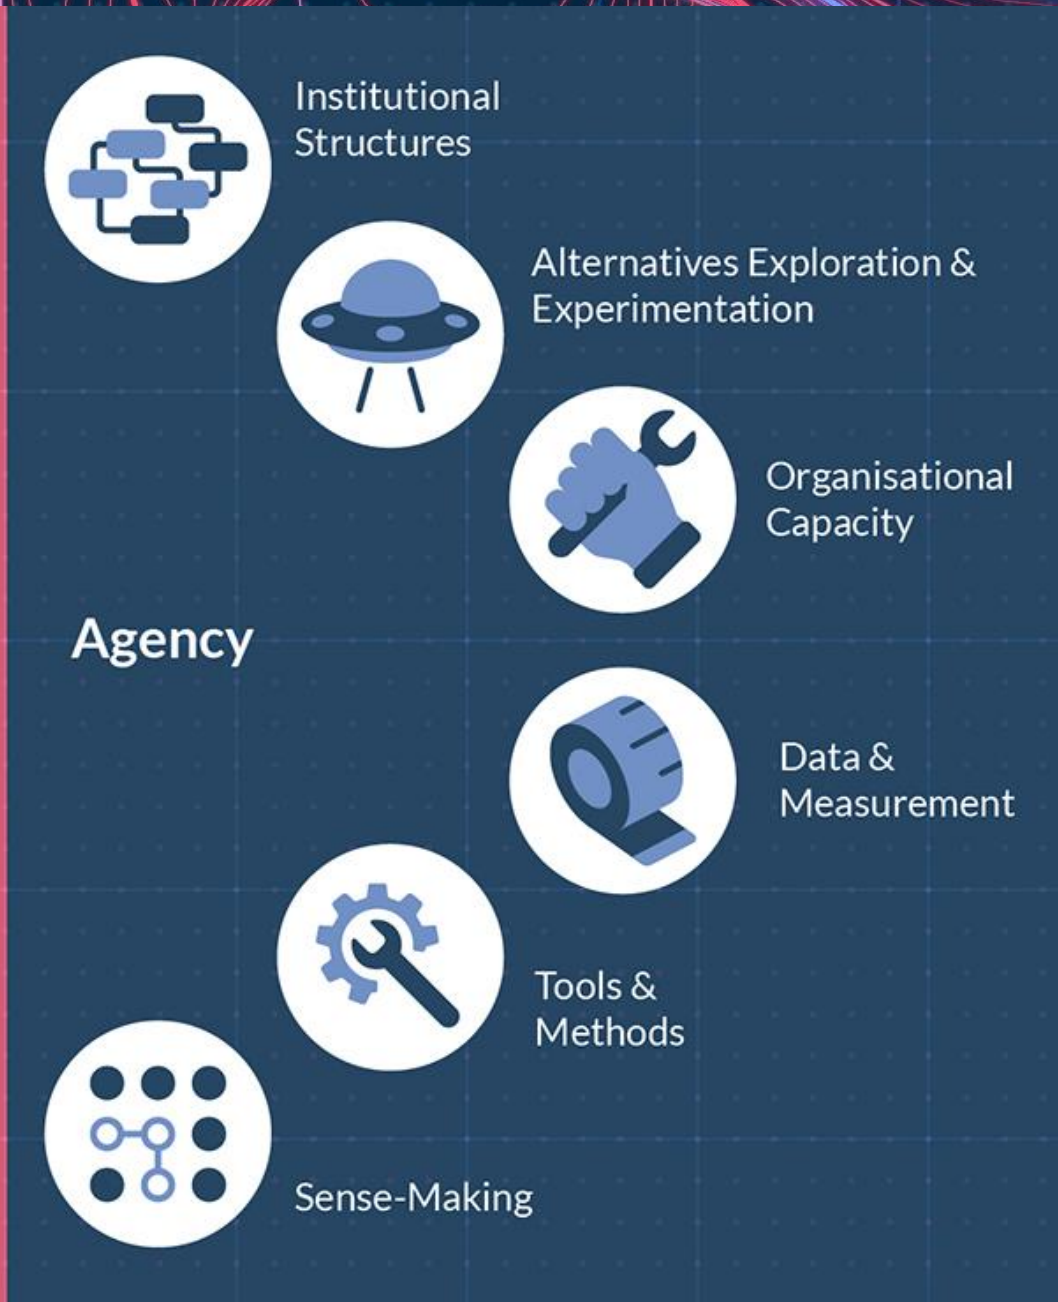 Institutional
Structures
Alternatives Exploration &
Experimentation
Organisational
Capacity
Agency
Data &
Measurement
Tools &
Methods
Sense-Making